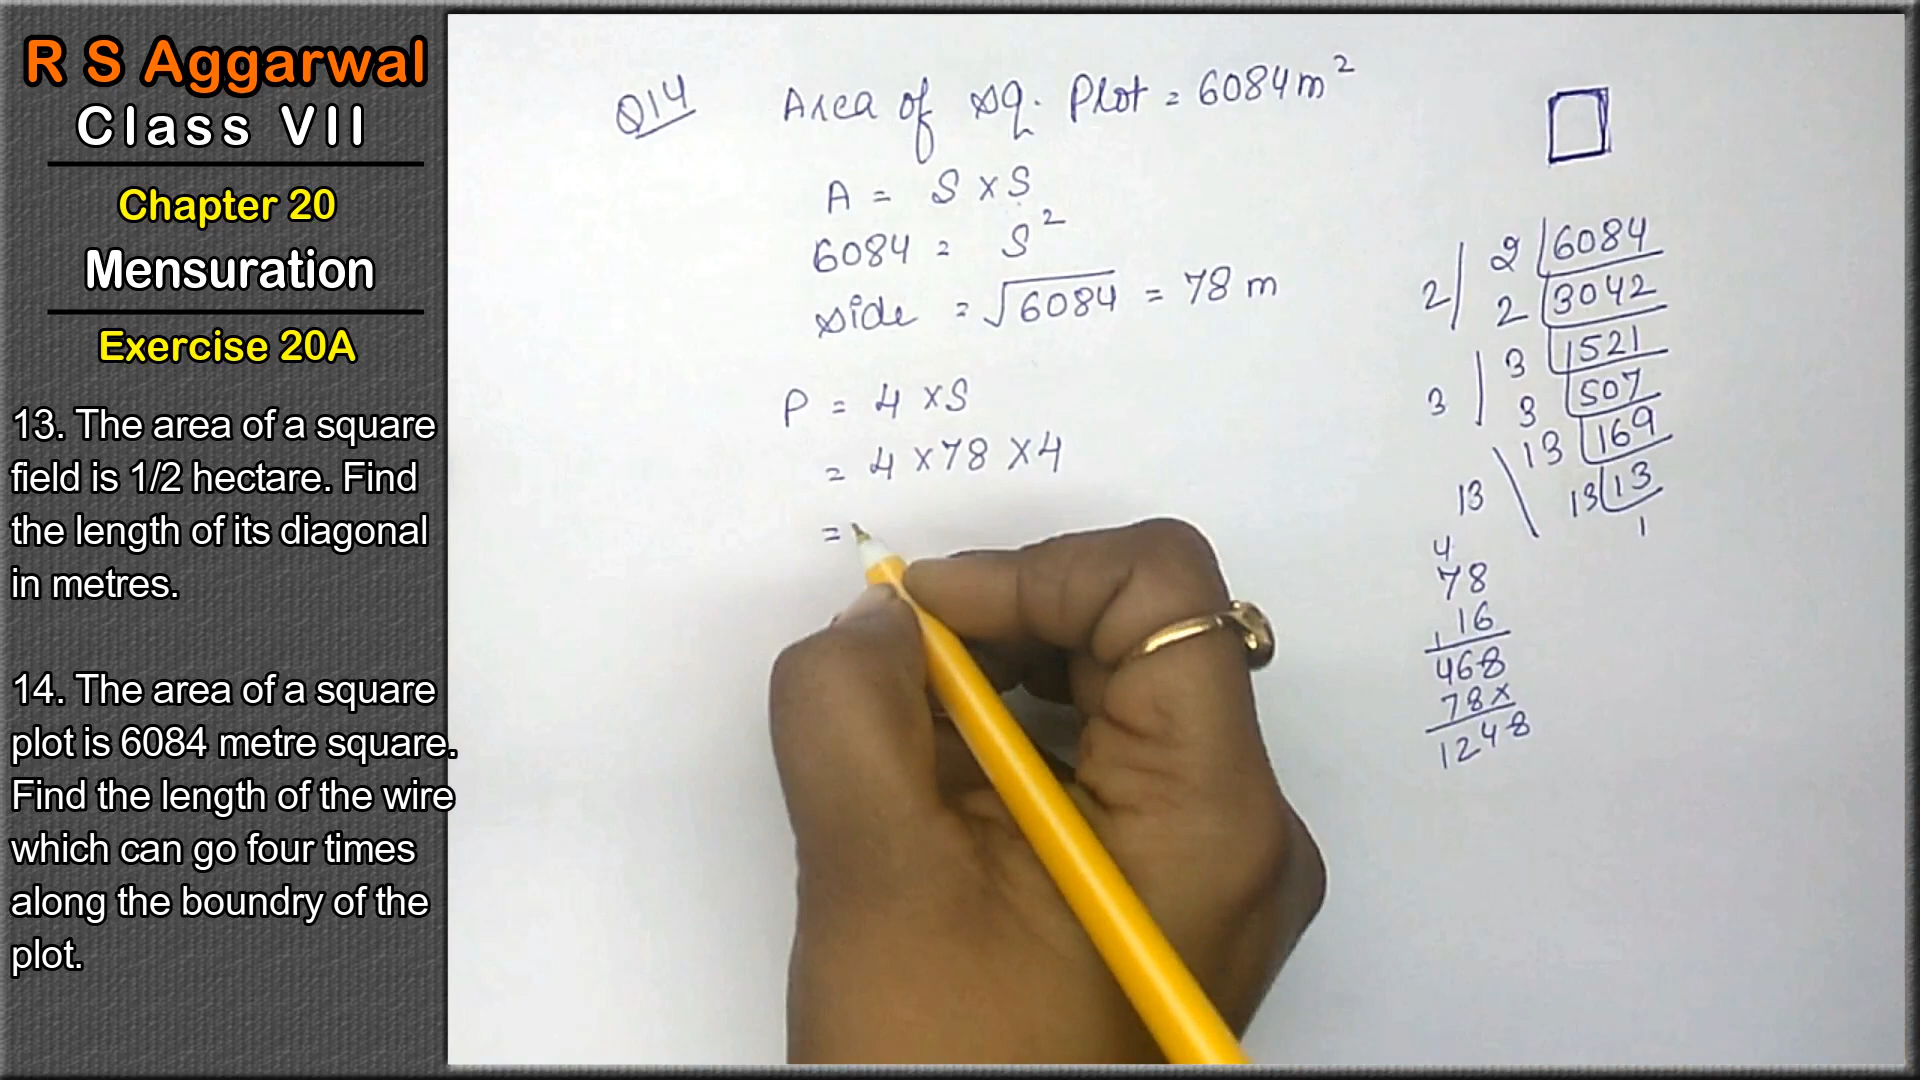 R S Aggarwal
Class VII
Chapter 20
Mensuration
Exercise 20A
13. The area of a square
field is 1/2 hectare. Find
the length of its diagonal
in metres.
14. The area of a square
plot is 6084 metre square.
Find the length of the wire
which can go four times
along the boundry of the
plot.
Q14 Area of sq. Plot = 6084 m²
A = S × S
6084 = S²
side = √6084 = 78 m
P = 4 × S
= 4 × 78 × 4
=
2 2 6084
2 3042
3 3 1521
3 507
13 13 169
13 13
1
4
78
16
1
468
78×
1248